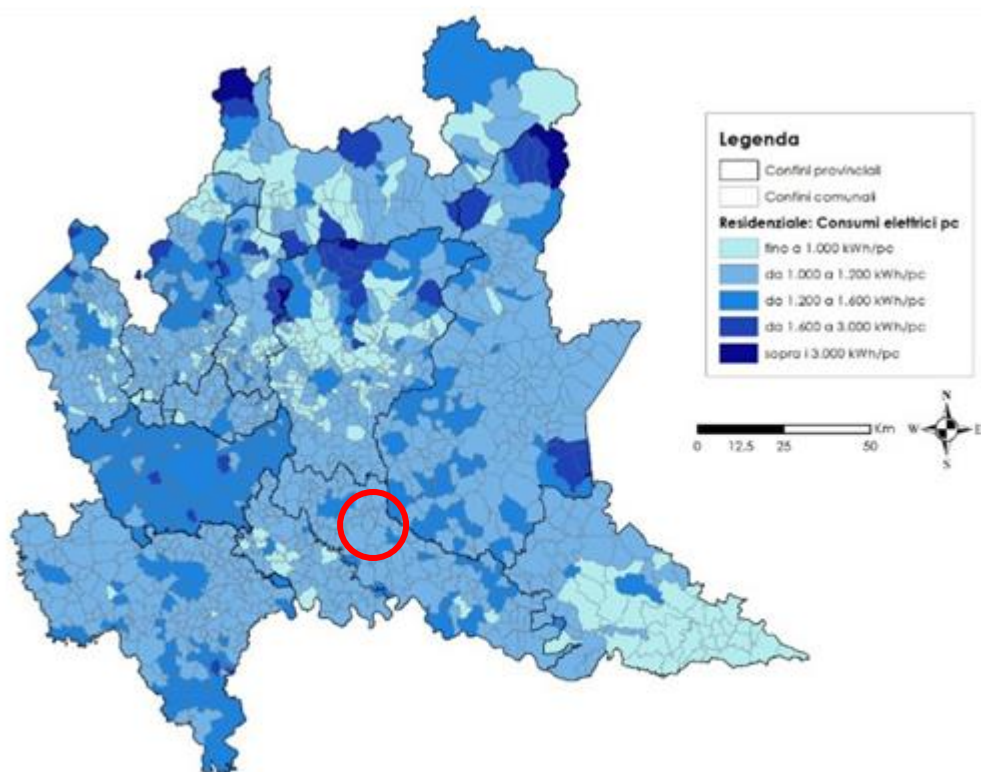 Legenda
Confini provinciali
Confini comunali
Residenziale: Consumi elettrici pc
fino a 1.000 kWh/pc
da 1.000 a 1.200 kWh/pc
da 1.200 a 1.600 kWh/pc
da 1.600 a 3.000 kWh/pc
sopra i 3.000 kWh/pc
N
Km
W E
0 12,5 25 50
S